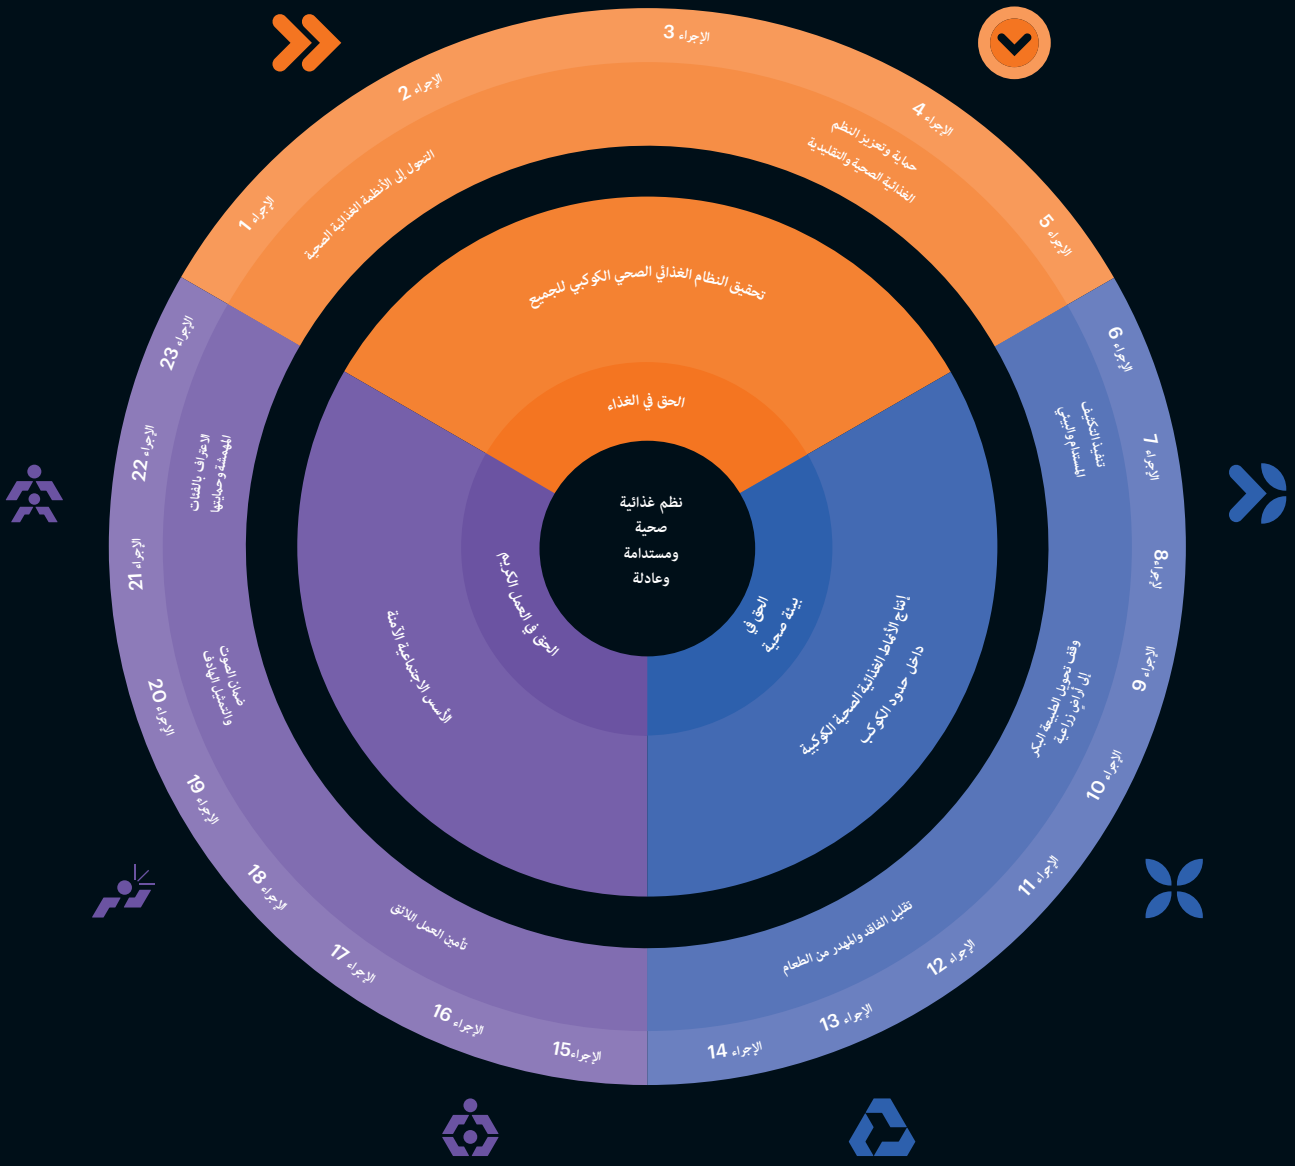 نظم غذائية
صحية
ومستدامة
وعادلة
الحق في الغذاء
تحقيق النظام الغذائي الصحي الكوكبي للجميع
الحق في
بيئة صحية
إنتاج الأنماط الغذائية الصحية الكوكبية
داخل حدود الكوكب
الحق في العمل الكريم
الأسس الاجتماعية الآمنة
التحول إلى الأنظمة الغذائية الصحية
حماية وتعزيز النظم
الغذائية الصحية والتقليدية
تنفيذ التكثيف
المستدام والبيئي
وقف تحويل الطبيعة البكر
إلى أراضٍ زراعية
تقليل الفاقد والمهدر من الطعام
تأمين العمل اللائق
ضمان الصوت
والتمثيل الهادف
الاعتراف بالفئات
المهمشة وحمايتها
الإجراء 1
الإجراء 2
الإجراء 3
الإجراء 4
الإجراء 5
الإجراء 6
الإجراء 7
لإجراء8
الإجراء 9
الإجراء 10
الإجراء 11
الإجراء 12
الإجراء 13
الإجراء 14
الإجراء15
الإجراء 16
الإجراء 17
الإجراء 18
الإجراء 19
الإجراء 20
الإجراء 21
الإجراء 22
الإجراء 23